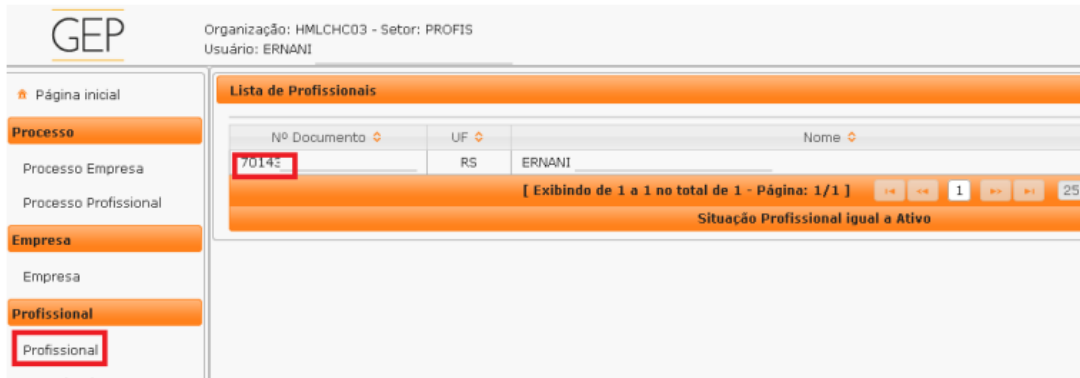 GEP
Organização: HMLCHC03 - Setor: PROFIS
Usuário: ERNANI
Página inicial
Processo
Processo Empresa
Processo Profissional
Empresa
Empresa
Profissional
Profissional
Lista de Profissionais
Nº Documento UF Nome
RS ERNANI
[ Exibindo de 1 a 1 no total de 1 - Página: 1/1 ] 1 25
Situação Profissional igual a Ativo